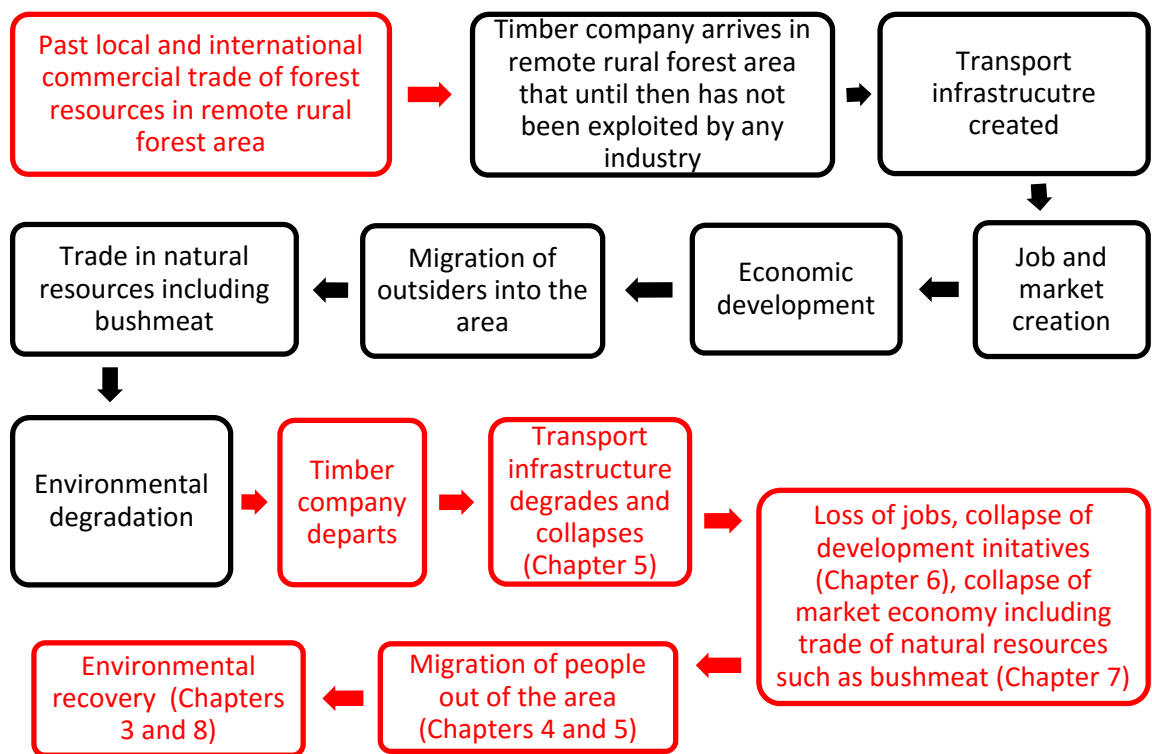 Past local and international
commercial trade of forest
resources in remote rural
forest area
Timber company arrives in
remote rural forest area
that until then has not
been exploited by any
industry
Transport
infrastrucutre
created
Job and
market
creation
Economic
development
Migration of
outsiders into the
area
Trade in natural
resources including
bushmeat
Environmental
degradation
Timber
company
departs
Transport
infrastructure
degrades and
collapses
(Chapter 5)
Loss of jobs, collapse of
development initatives
(Chapter 6), collapse of
market economy including
trade of natural resources
such as bushmeat (Chapter 7)
Migration of people
out of the area
(Chapters 4 and 5)
Environmental
recovery (Chapters
3 and 8)